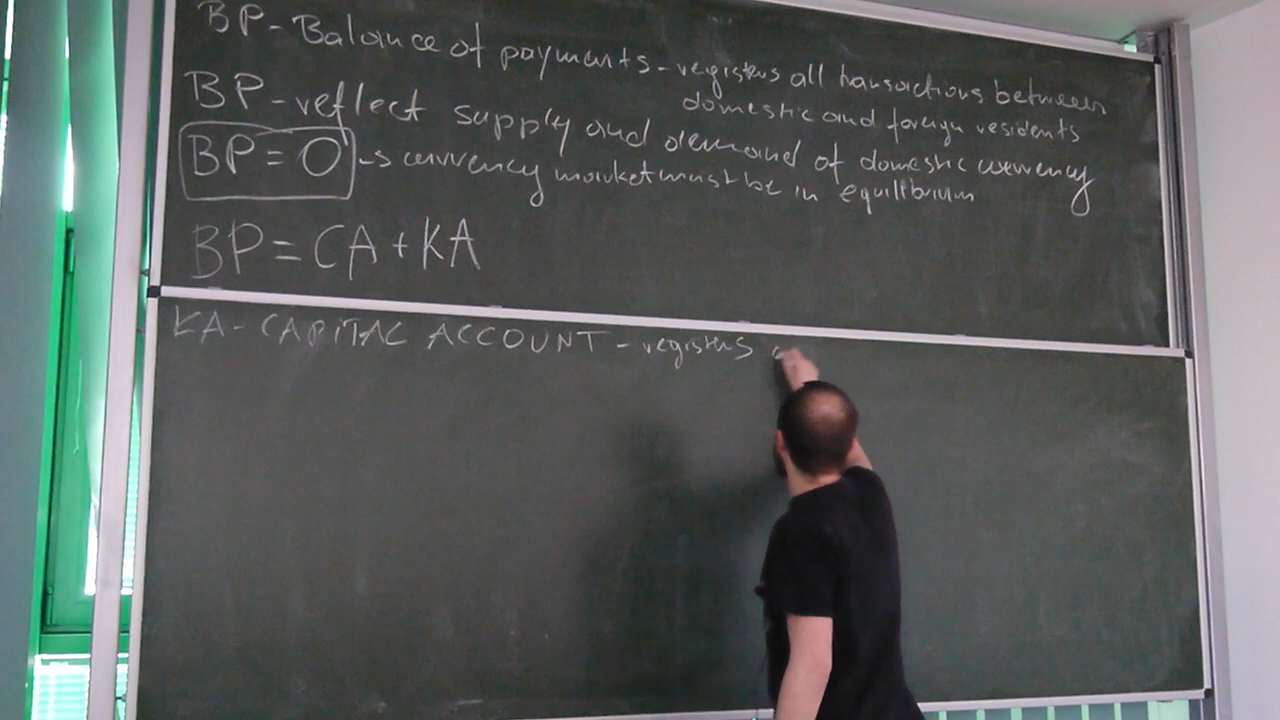 BP - Balance of payments - registers all transactions between
domestic and foreign residents
BP - reflect supply and demand of domestic currency
BP = 0 -> currency market must be in equilibrium
BP = CA + KA
KA - CAPITAL ACCOUNT - registers